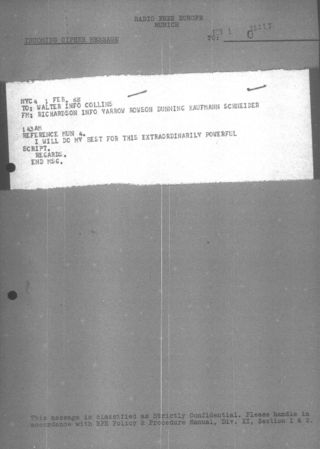 RADIO FREE EUROPE
MUNICH
INCOMING CIPHER MESSAGE
TO:
NYC 4 1 FEB. 68
TO: WALTER INFO COLLINS
FM: RICHARDSON INFO YARROW ROWSON DUNNING KAUFMANN SCHNEIDER
143AM
REFERENCE MUN 4.
I WILL DO MY BEST FOR THIS EXTRAORDINARILY POWERFUL
SCRIPT.
REGARDS.
END MSG.
This message is classified as Strictly Confidential. Please handle in
accordance with RFE Policy & Procedure Manual, Div. II, Section 1 & 2.